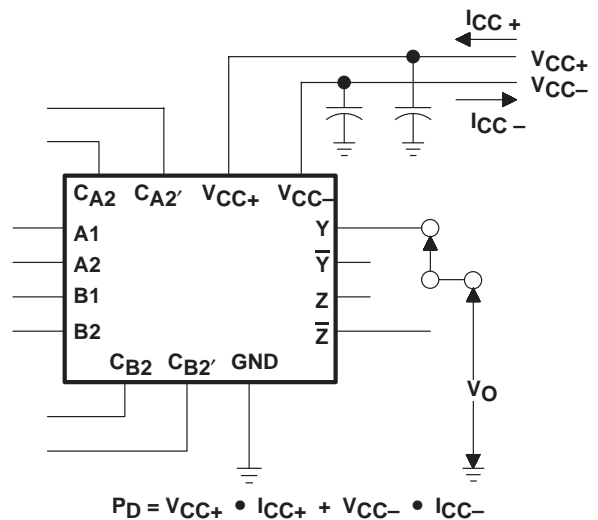 ICC +
VCC+
VCC–
ICC –
CA2 CA2′ VCC+ VCC–
A1 Y
A2 Y̅
B1 Z
B2 Z̅
CB2 CB2′ GND
VO
PD = VCC+ • ICC+ + VCC– • ICC–